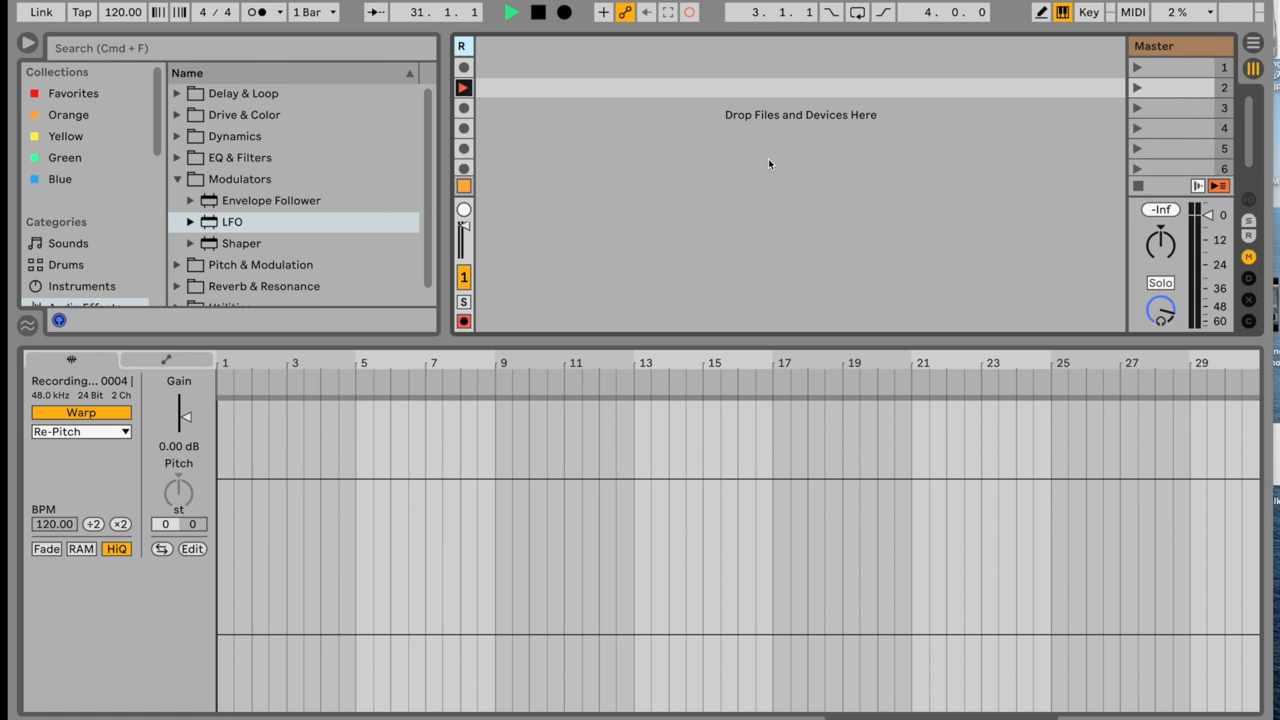 Link Tap 120.00 4 / 4 1 Bar 31. 1. 1 3. 1. 1 4. 0. 0 Key MIDI 2 %
Search (Cmd + F)
Collections
Favorites
Orange
Yellow
Green
Blue
Categories
Sounds
Drums
Instruments
Name
Delay & Loop
Drive & Color
Dynamics
EQ & Filters
Modulators
Envelope Follower
LFO
Shaper
Pitch & Modulation
Reverb & Resonance
R
1
S
Drop Files and Devices Here
Master
1
2
3
4
5
6
-Inf
0
12
24
36
48
60
Solo
S
R
M
D
X
C
Recording... 0004 [
48.0 kHz 24 Bit 2 Ch
Warp
Re-Pitch
BPM
120.00 ÷2 ×2
Fade RAM HiQ
Gain
0.00 dB
Pitch
st
0 0
Edit
1 3 5 7 9 11 13 15 17 19 21 23 25 27 29